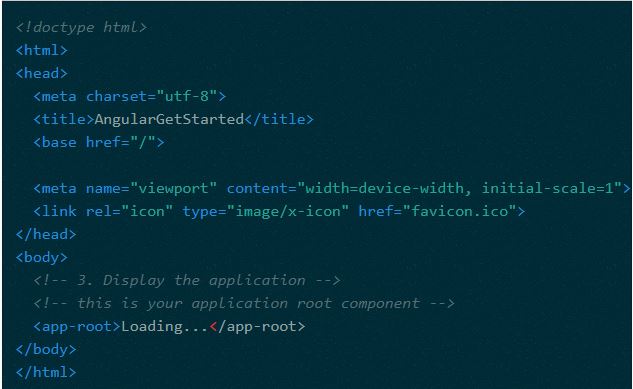 <!doctype html>
<html>
<head>
<meta charset="utf-8">
<title>AngularGetStarted</title>
<base href="/">
<meta name="viewport" content="width=device-width, initial-scale=1">
<link rel="icon" type="image/x-icon" href="favicon.ico">
</head>
<body>
<!-- 3. Display the application -->
<!-- this is your application root component -->
<app-root>Loading...</app-root>
</body>
</html>